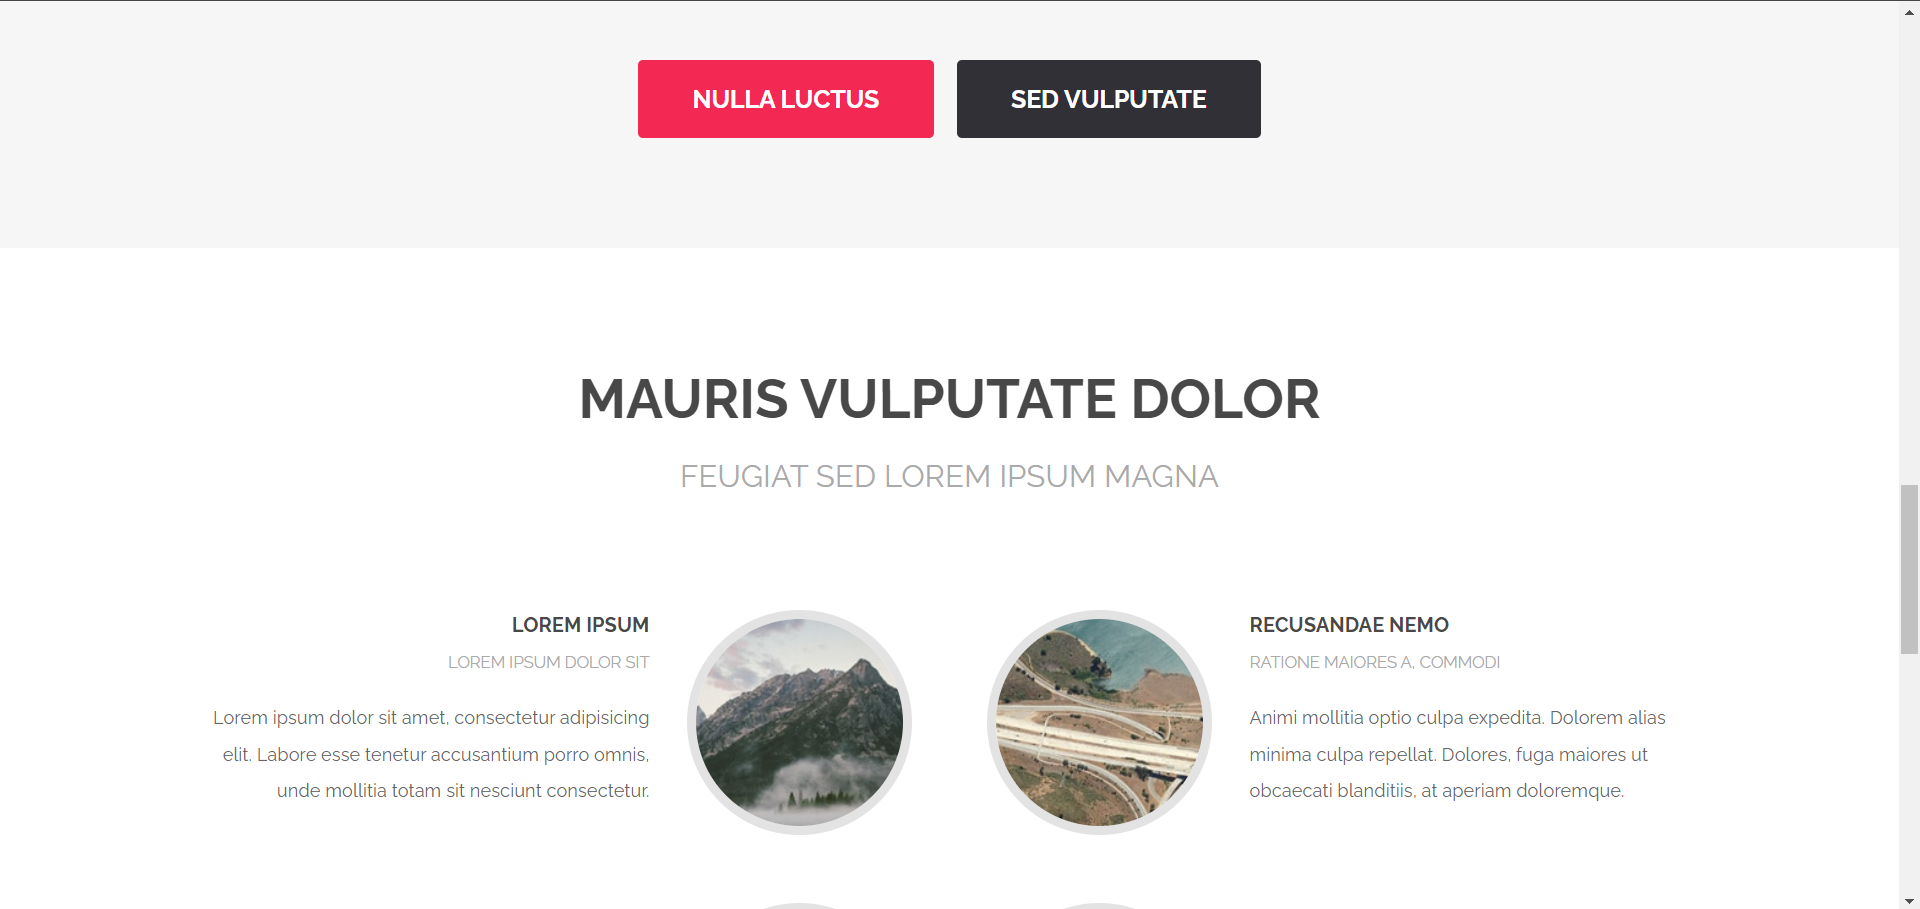 NULLA LUCTUS
SED VULPUTATE
MAURIS VULPUTATE DOLOR
FEUGIAT SED LOREM IPSUM MAGNA
LOREM IPSUM
LOREM IPSUM DOLOR SIT
Lorem ipsum dolor sit amet, consectetur adipisicing
elit. Labore esse tenetur accusantium porro omnis,
unde mollitia totam sit nesciunt consectetur.
RECUSANDAE NEMO
RATIONE MAIORES A, COMMODI
Animi mollitia optio culpa expedita. Dolorem alias
minima culpa repellat. Dolores, fuga maiores ut
obcaecati blanditiis, at aperiam doloremque.